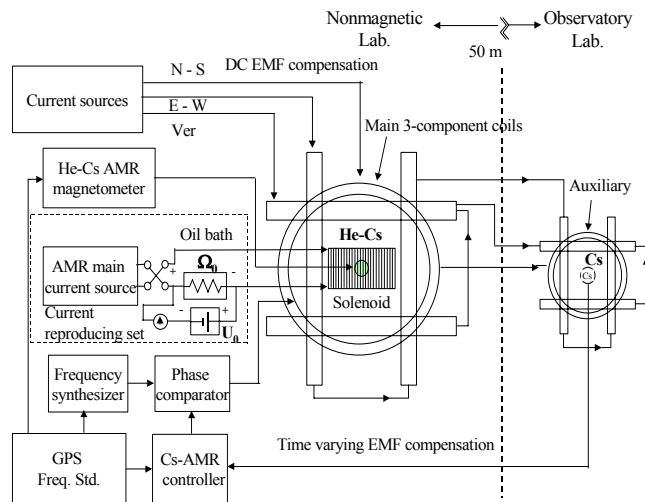 Nonmagnetic
Lab.
Observatory
Lab.
50 m
N - S
DC EMF compensation
Current sources
E - W
Ver
Main 3-component coils
He-Cs AMR
magnetometer
Auxiliary
Oil bath
He-Cs
Cs
(Cs)
AMR main
current source
Ω0
+
-
Solenoid
Current
reproducing set
-
+
U0
Frequency
synthesizer
Phase
comparator
GPS
Freq. Std.
Cs-AMR
controller
Time varying EMF compensation